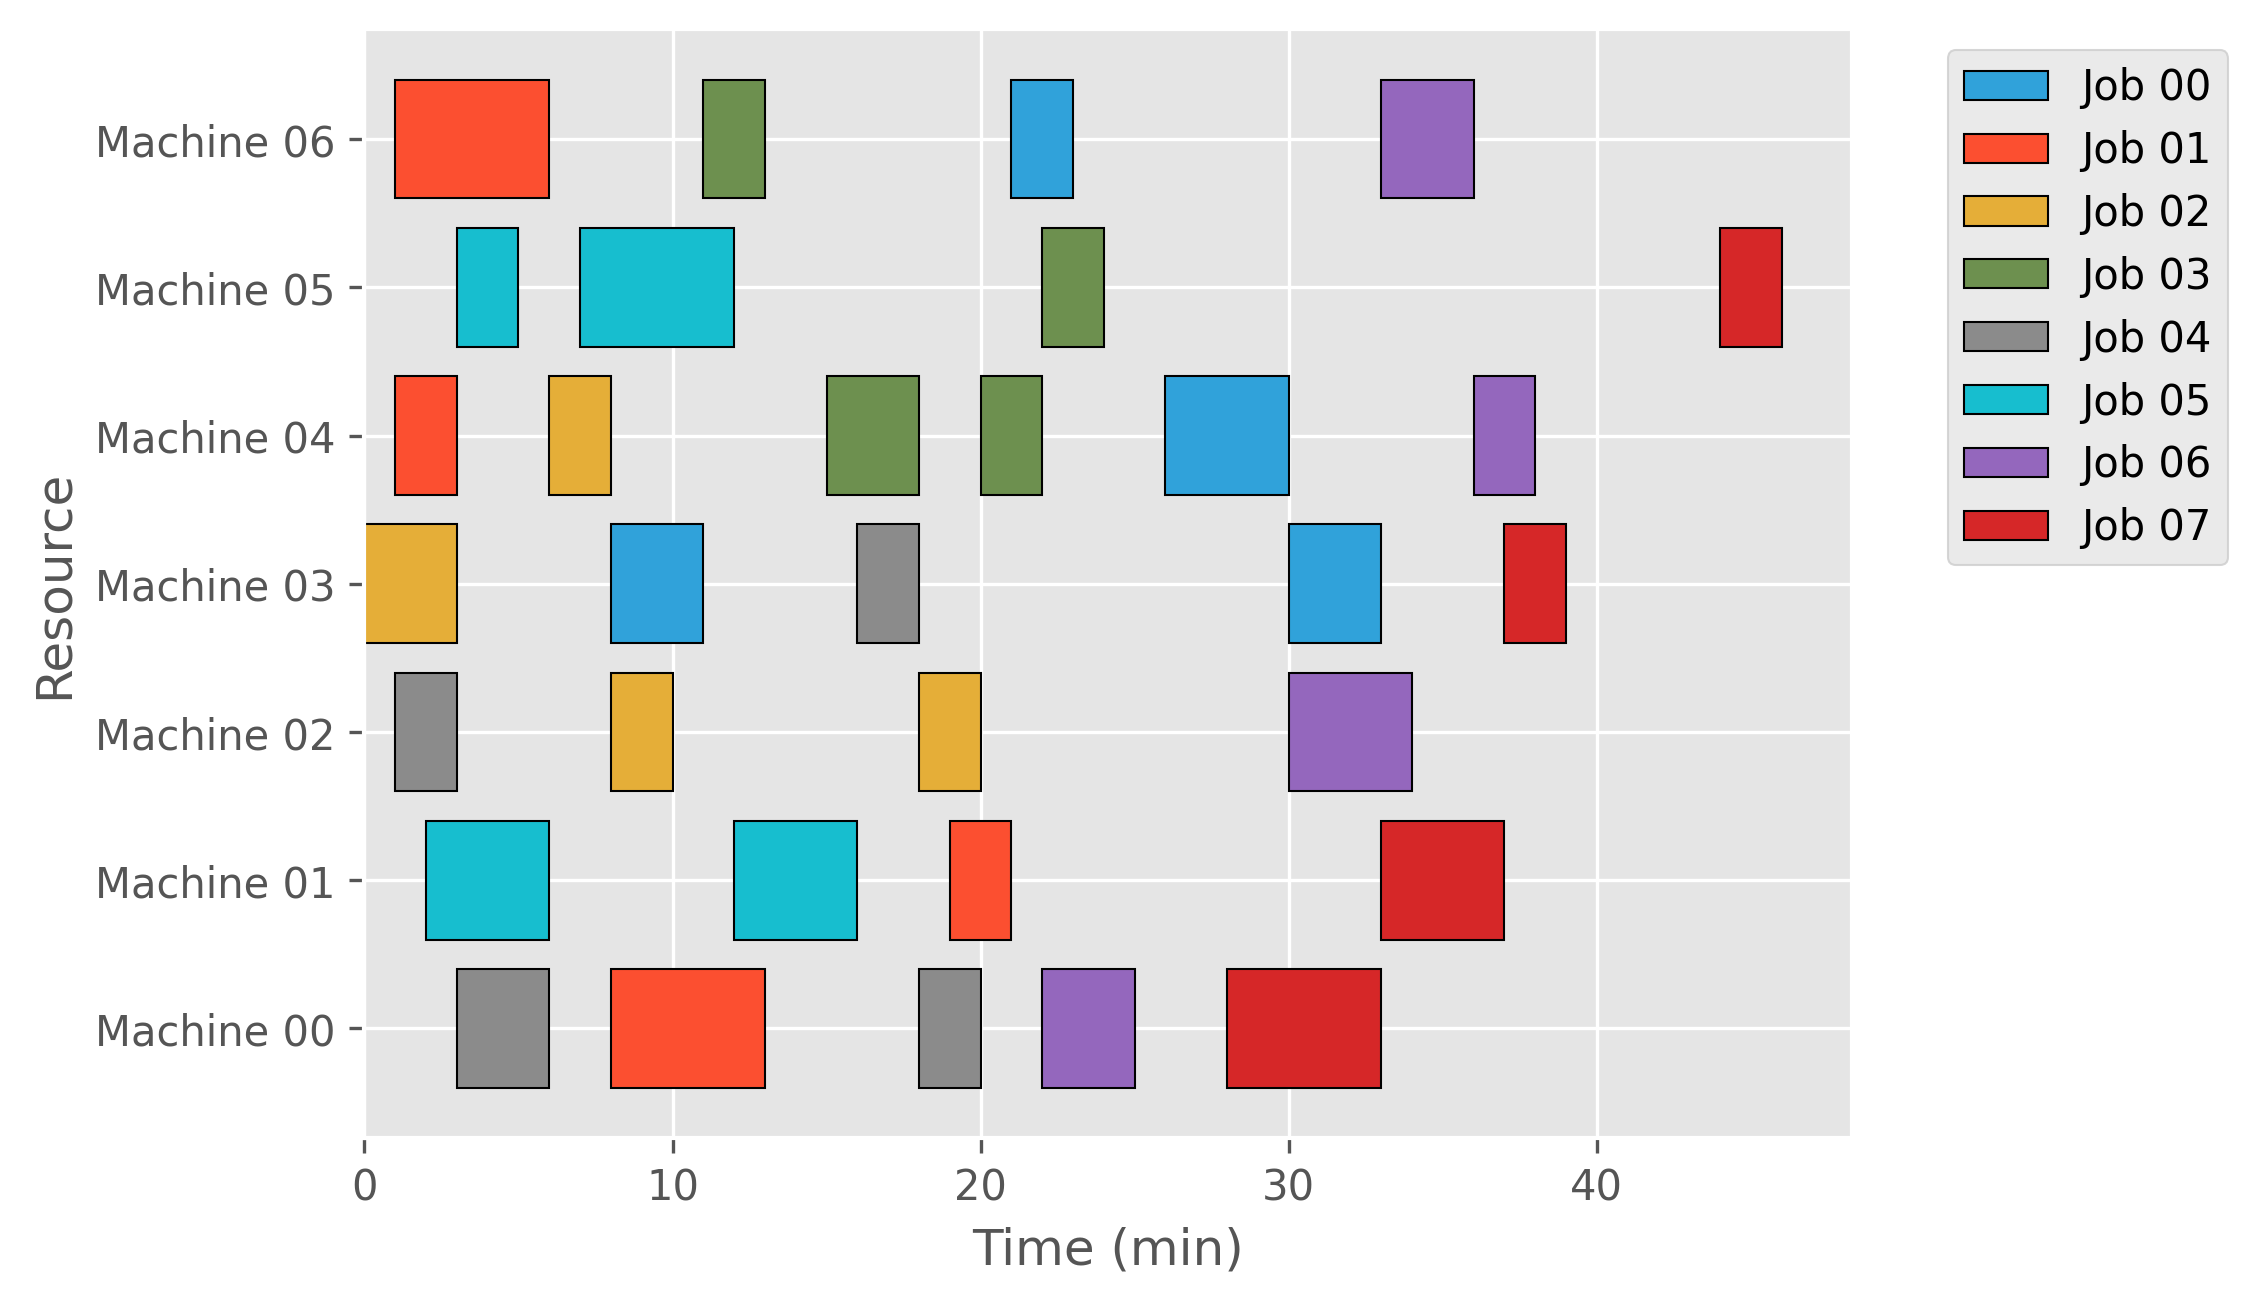 Machine 06
Machine 05
Machine 04
Machine 03
Machine 02
Machine 01
Machine 00
Resource
0 10 20 30 40
Time (min)
Job 00
Job 01
Job 02
Job 03
Job 04
Job 05
Job 06
Job 07